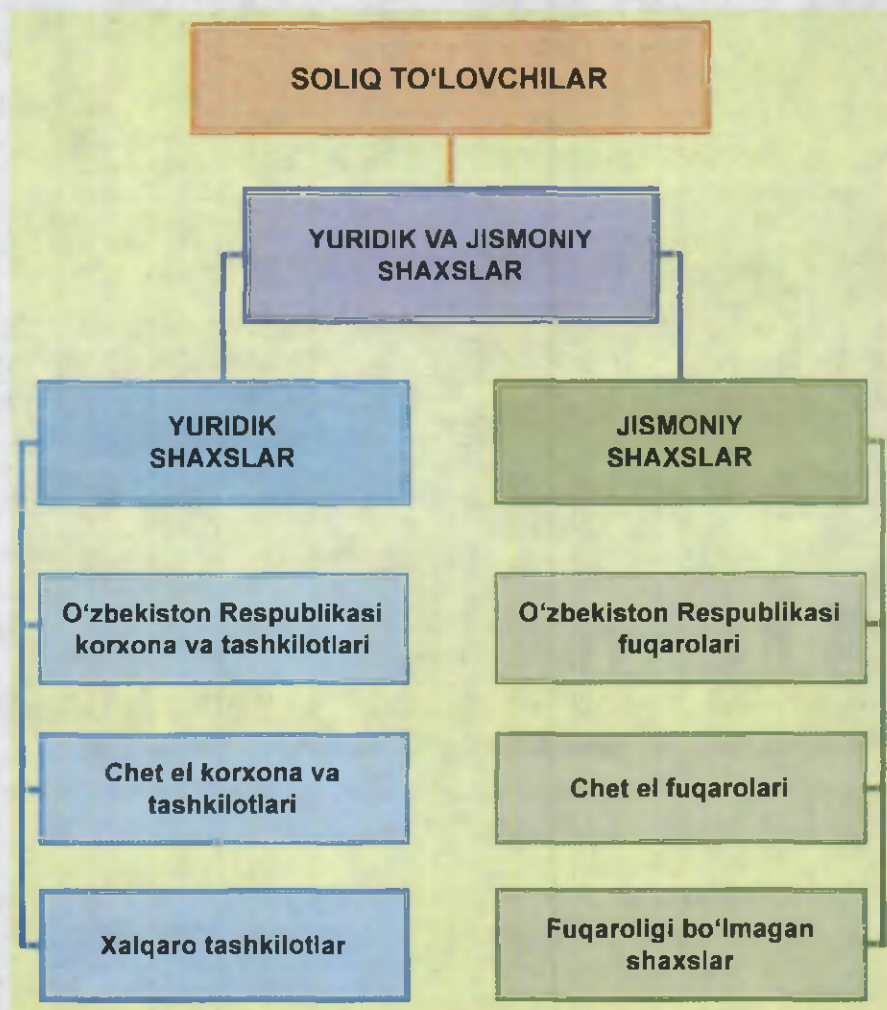 SOLIQ TO‘LOVCHILAR
YURIDIK VA JISMONIY
SHAXSLAR
YURIDIK
SHAXSLAR
O‘zbekiston Respublikasi
korxona va tashkilotlari
Chet el korxona va
tashkilotlari
Xalqaro tashkilotlar
JISMONIY
SHAXSLAR
O‘zbekiston Respublikasi
fuqarolari
Chet el fuqarolari
Fuqaroligi bo‘lmagan
shaxslar